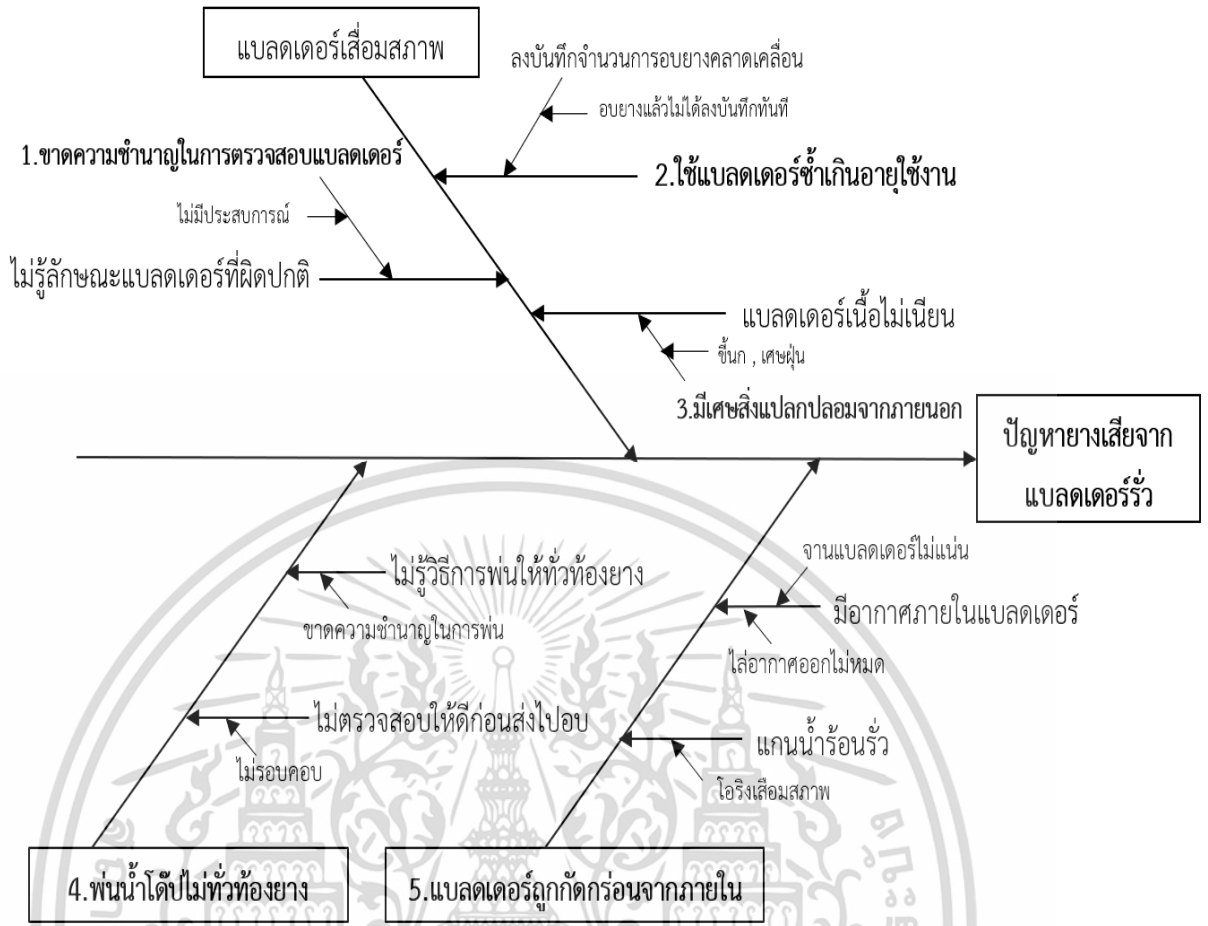 แบลดเดอร์เสื่อมสภาพ
ลงบันทึกจำนวนการอบยางคลาดเคลื่อน
อบยางแล้วไม่ได้ลงบันทึกทันที
1.ขาดความชำนาญในการตรวจสอบแบลดเดอร์
2.ใช้แบลดเดอร์ซ้ำเกินอายุใช้งาน
ไม่มีประสบการณ์
ไม่รู้ลักษณะแบลดเดอร์ที่ผิดปกติ
แบลดเดอร์เนื้อไม่เนียน
ขี้นก , เศษฝุ่น
3.มีเศษสิ่งแปลกปลอมจากภายนอก
ปัญหายางเสียจาก
แบลดเดอร์รั่ว
จานแบลดเดอร์ไม่แน่น
ไม่รู้วิธีการพ่นให้ทั่วท้องยาง
มีอากาศภายในแบลดเดอร์
ขาดความชำนาญในการพ่น
ไล่อากาศออกไม่หมด
ไม่ตรวจสอบให้ดีก่อนส่งไปอบ
แกนน้ำร้อนรั่ว
ไม่รอบคอบ
โอริงเสือมสภาพ
4.พ่นน้ำโด๊ปไม่ทั่วท้องยาง
5.แบลดเดอร์ถูกกัดกร่อนจากภายใน